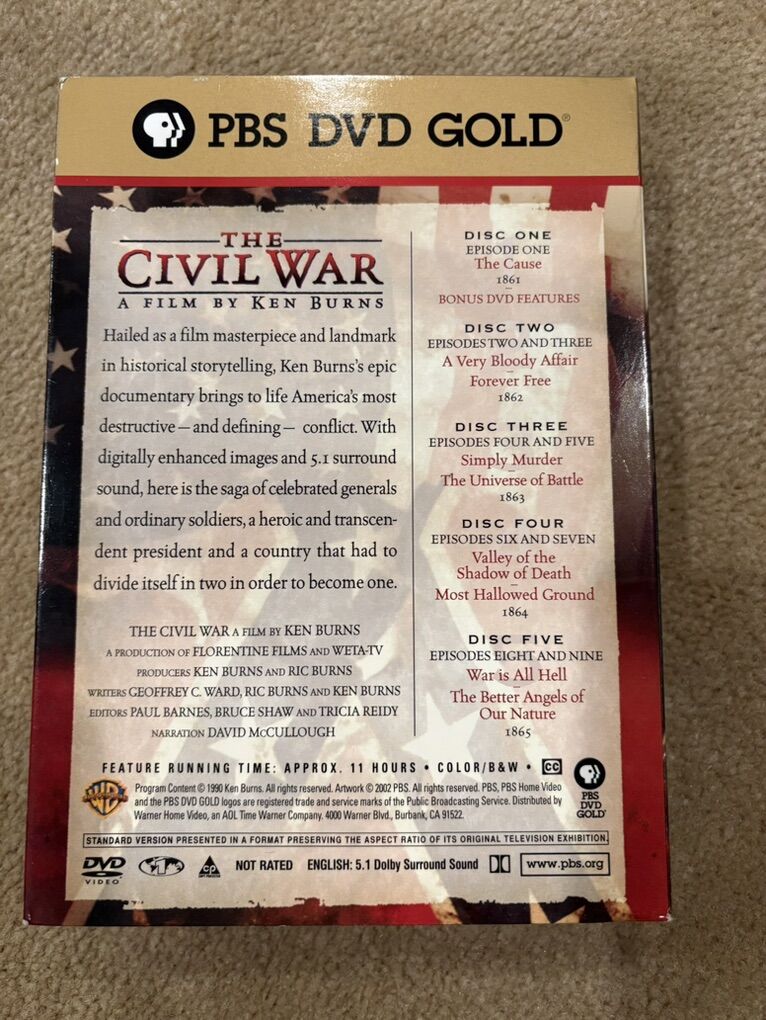 PBS DVD GOLD®
THE
CIVIL WAR
A FILM BY KEN BURNS
Hailed as a film masterpiece and landmark
in historical storytelling, Ken Burns's epic
documentary brings to life America's most
destructive — and defining — conflict. With
digitally enhanced images and 5.1 surround
sound, here is the saga of celebrated generals
and ordinary soldiers, a heroic and transcen-
dent president and a country that had to
divide itself in two in order to become one.
THE CIVIL WAR A FILM BY KEN BURNS
A PRODUCTION OF FLORENTINE FILMS AND WETA-TV
PRODUCERS KEN BURNS AND RIC BURNS
WRITERS GEOFFREY C. WARD, RIC BURNS AND KEN BURNS
EDITORS PAUL BARNES, BRUCE SHAW AND TRICIA REIDY
NARRATION DAVID McCULLOUGH
DISC ONE
EPISODE ONE
The Cause
1861
–
BONUS DVD FEATURES
DISC TWO
EPISODES TWO AND THREE
A Very Bloody Affair
–
Forever Free
1862
DISC THREE
EPISODES FOUR AND FIVE
Simply Murder
–
The Universe of Battle
1863
DISC FOUR
EPISODES SIX AND SEVEN
Valley of the
Shadow of Death
–
Most Hallowed Ground
1864
DISC FIVE
EPISODES EIGHT AND NINE
War is All Hell
–
The Better Angels of
Our Nature
1865
FEATURE RUNNING TIME: APPROX. 11 HOURS • COLOR/B&W • CC
Program Content © 1990 Ken Burns. All rights reserved. Artwork © 2002 PBS. All rights reserved. PBS, PBS Home Video
and the PBS DVD GOLD logos are registered trade and service marks of the Public Broadcasting Service. Distributed by
Warner Home Video, an AOL Time Warner Company. 4000 Warner Blvd., Burbank, CA 91522.
PBS
DVD
GOLD
STANDARD VERSION PRESENTED IN A FORMAT PRESERVING THE ASPECT RATIO OF ITS ORIGINAL TELEVISION EXHIBITION.
DVD
VIDEO
NOT RATED ENGLISH: 5.1 Dolby Surround Sound www.pbs.org